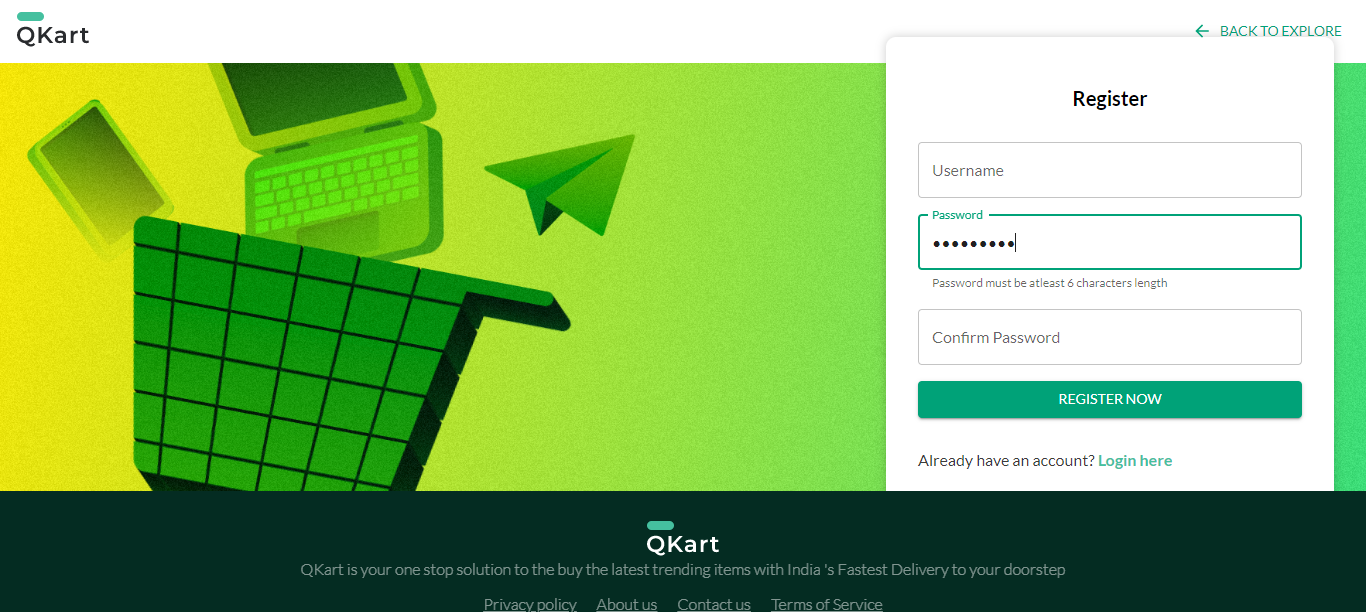 QKart
BACK TO EXPLORE
Register
Username
Password
•••••••••
Password must be atleast 6 characters length
Confirm Password
REGISTER NOW
Already have an account? Login here
QKart
QKart is your one stop solution to the buy the latest trending items with India 's Fastest Delivery to your doorstep
Privacy policy About us Contact us Terms of Service